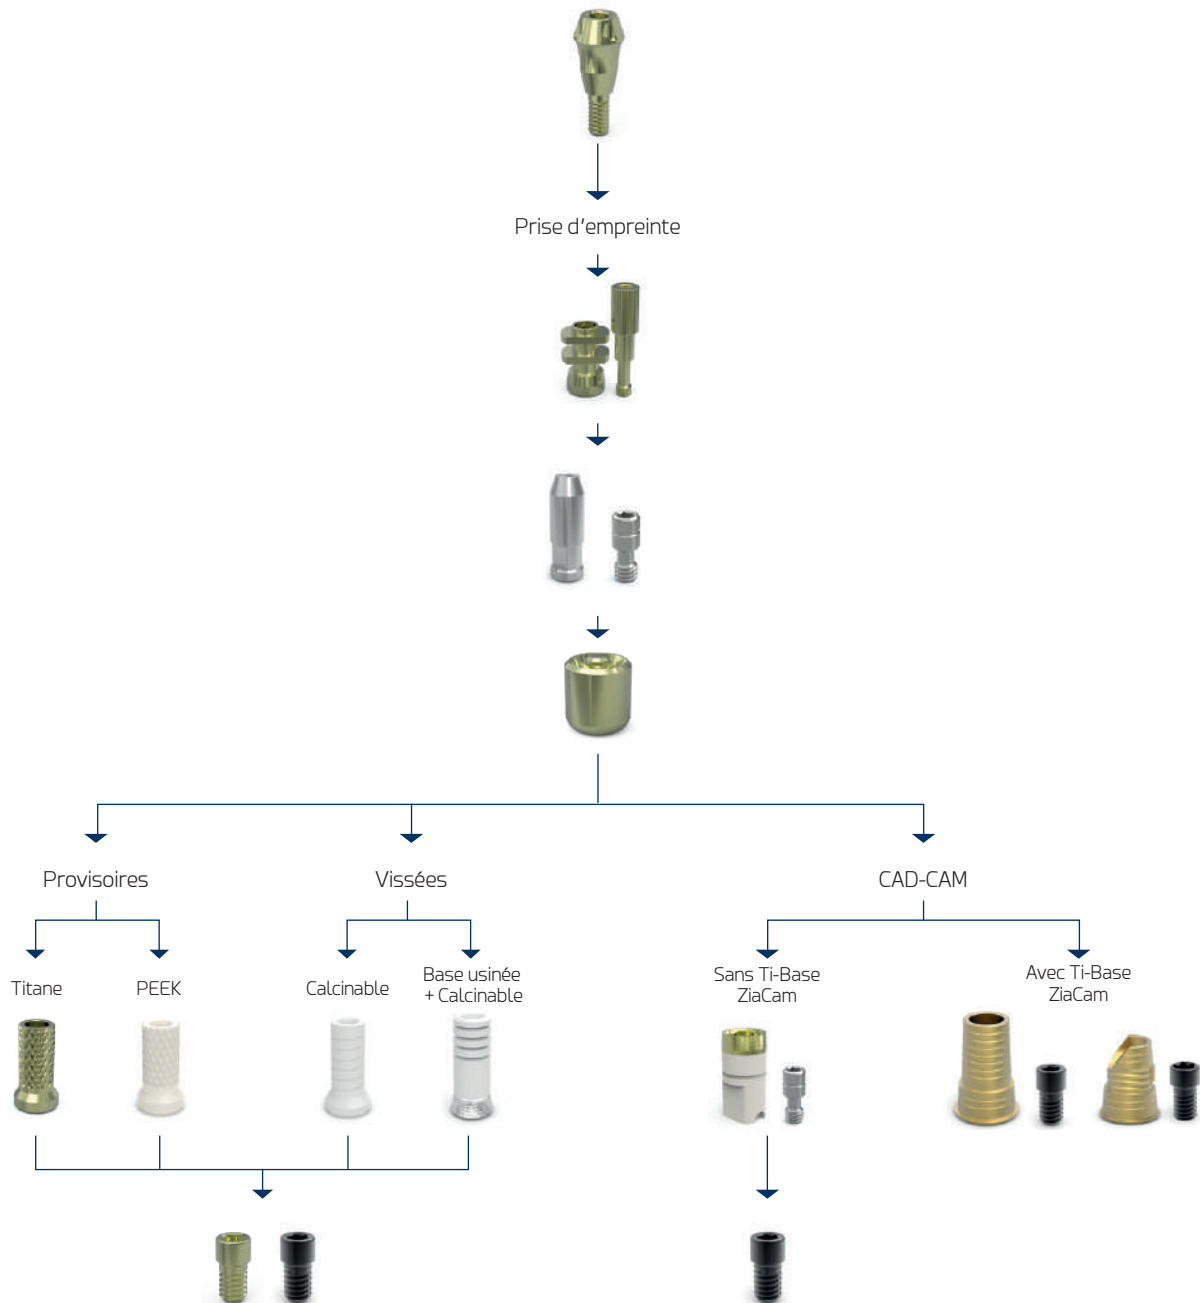 Prise d'empreinte
Provisoires
Vissées
CAD-CAM
Titane
PEEK
Calcinable
Base usinée
+ Calcinable
Sans Ti-Base
ZiaCam
Avec Ti-Base
ZiaCam